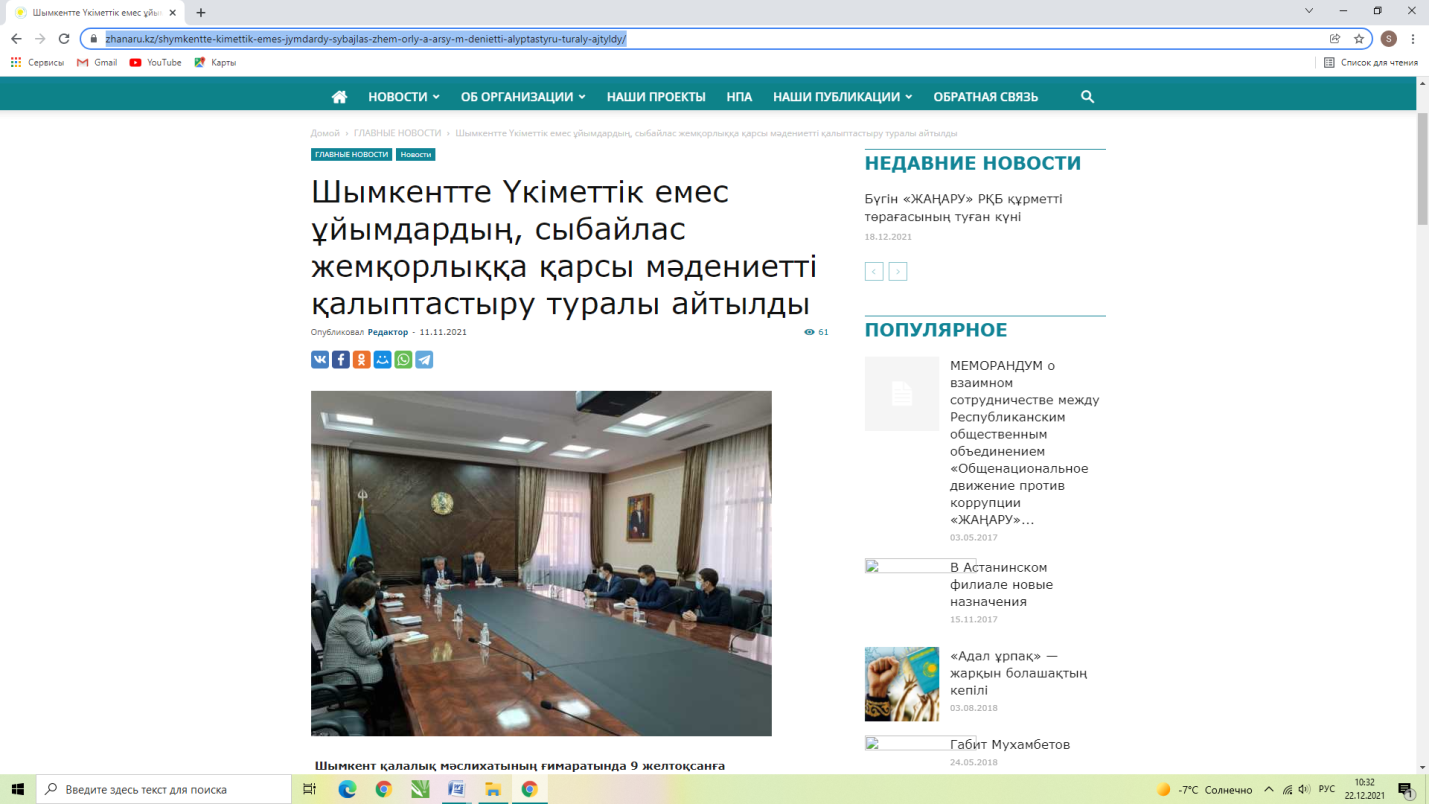 Шымкентте Үкіметтік емес ұйым
zhanaru.kz/shymkentte-kimettik-emes-jymdardy-sybajlas-zhem-orly-a-arsy-m-denietti-alyptastyru-turaly-ajtyldy/
S
Сервисы Gmail YouTube Карты Список для чтения
НОВОСТИ ОБ ОРГАНИЗАЦИИ НАШИ ПРОЕКТЫ НПА НАШИ ПУБЛИКАЦИИ ОБРАТНАЯ СВЯЗЬ
Домой › ГЛАВНЫЕ НОВОСТИ › Шымкентте Үкіметтік емес ұйымдардың, сыбайлас жемқорлыққа қарсы мәдениетті қалыптастыру туралы айтылды
ГЛАВНЫЕ НОВОСТИ Новости
Шымкентте Үкіметтік емес
ұйымдардың, сыбайлас
жемқорлыққа қарсы мәдениетті
қалыптастыру туралы айтылды
Опубликовал Редактор - 11.11.2021 61
Шымкент қалалық мәслихатының ғимаратында 9 желтоқсанға
НЕДАВНИЕ НОВОСТИ
Бүгін «ЖАҢАРУ» РҚБ құрметті
төрағасының туған күні
18.12.2021
ПОПУЛЯРНОЕ
МЕМОРАНДУМ о
взаимном
сотрудничестве между
Республиканским
общественным
объединением
«Общенациональное
движение против
коррупции
«ЖАҢАРУ»...
03.05.2017
В Астанинском
филиале новые
назначения
15.11.2017
«Адал ұрпақ» —
жарқын болашақтың
кепілі
03.08.2018
Габит Мухамбетов
24.05.2018
Введите здесь текст для поиска
-7°C Солнечно РУС 10:32
22.12.2021
1